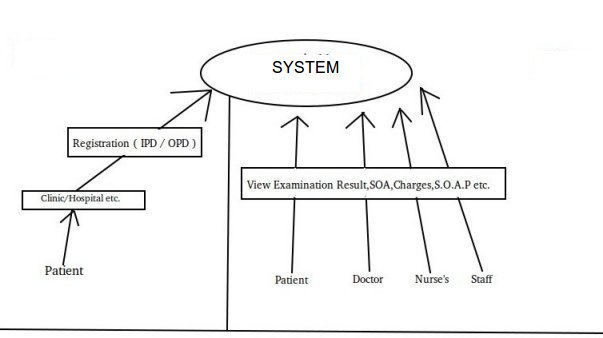 SYSTEM
Registration ( IPD / OPD )
View Examination Result,SOA,Charges,S.O.A.P etc.
Clinic/Hospital etc.
Patient
Patient Doctor Nurse's Staff